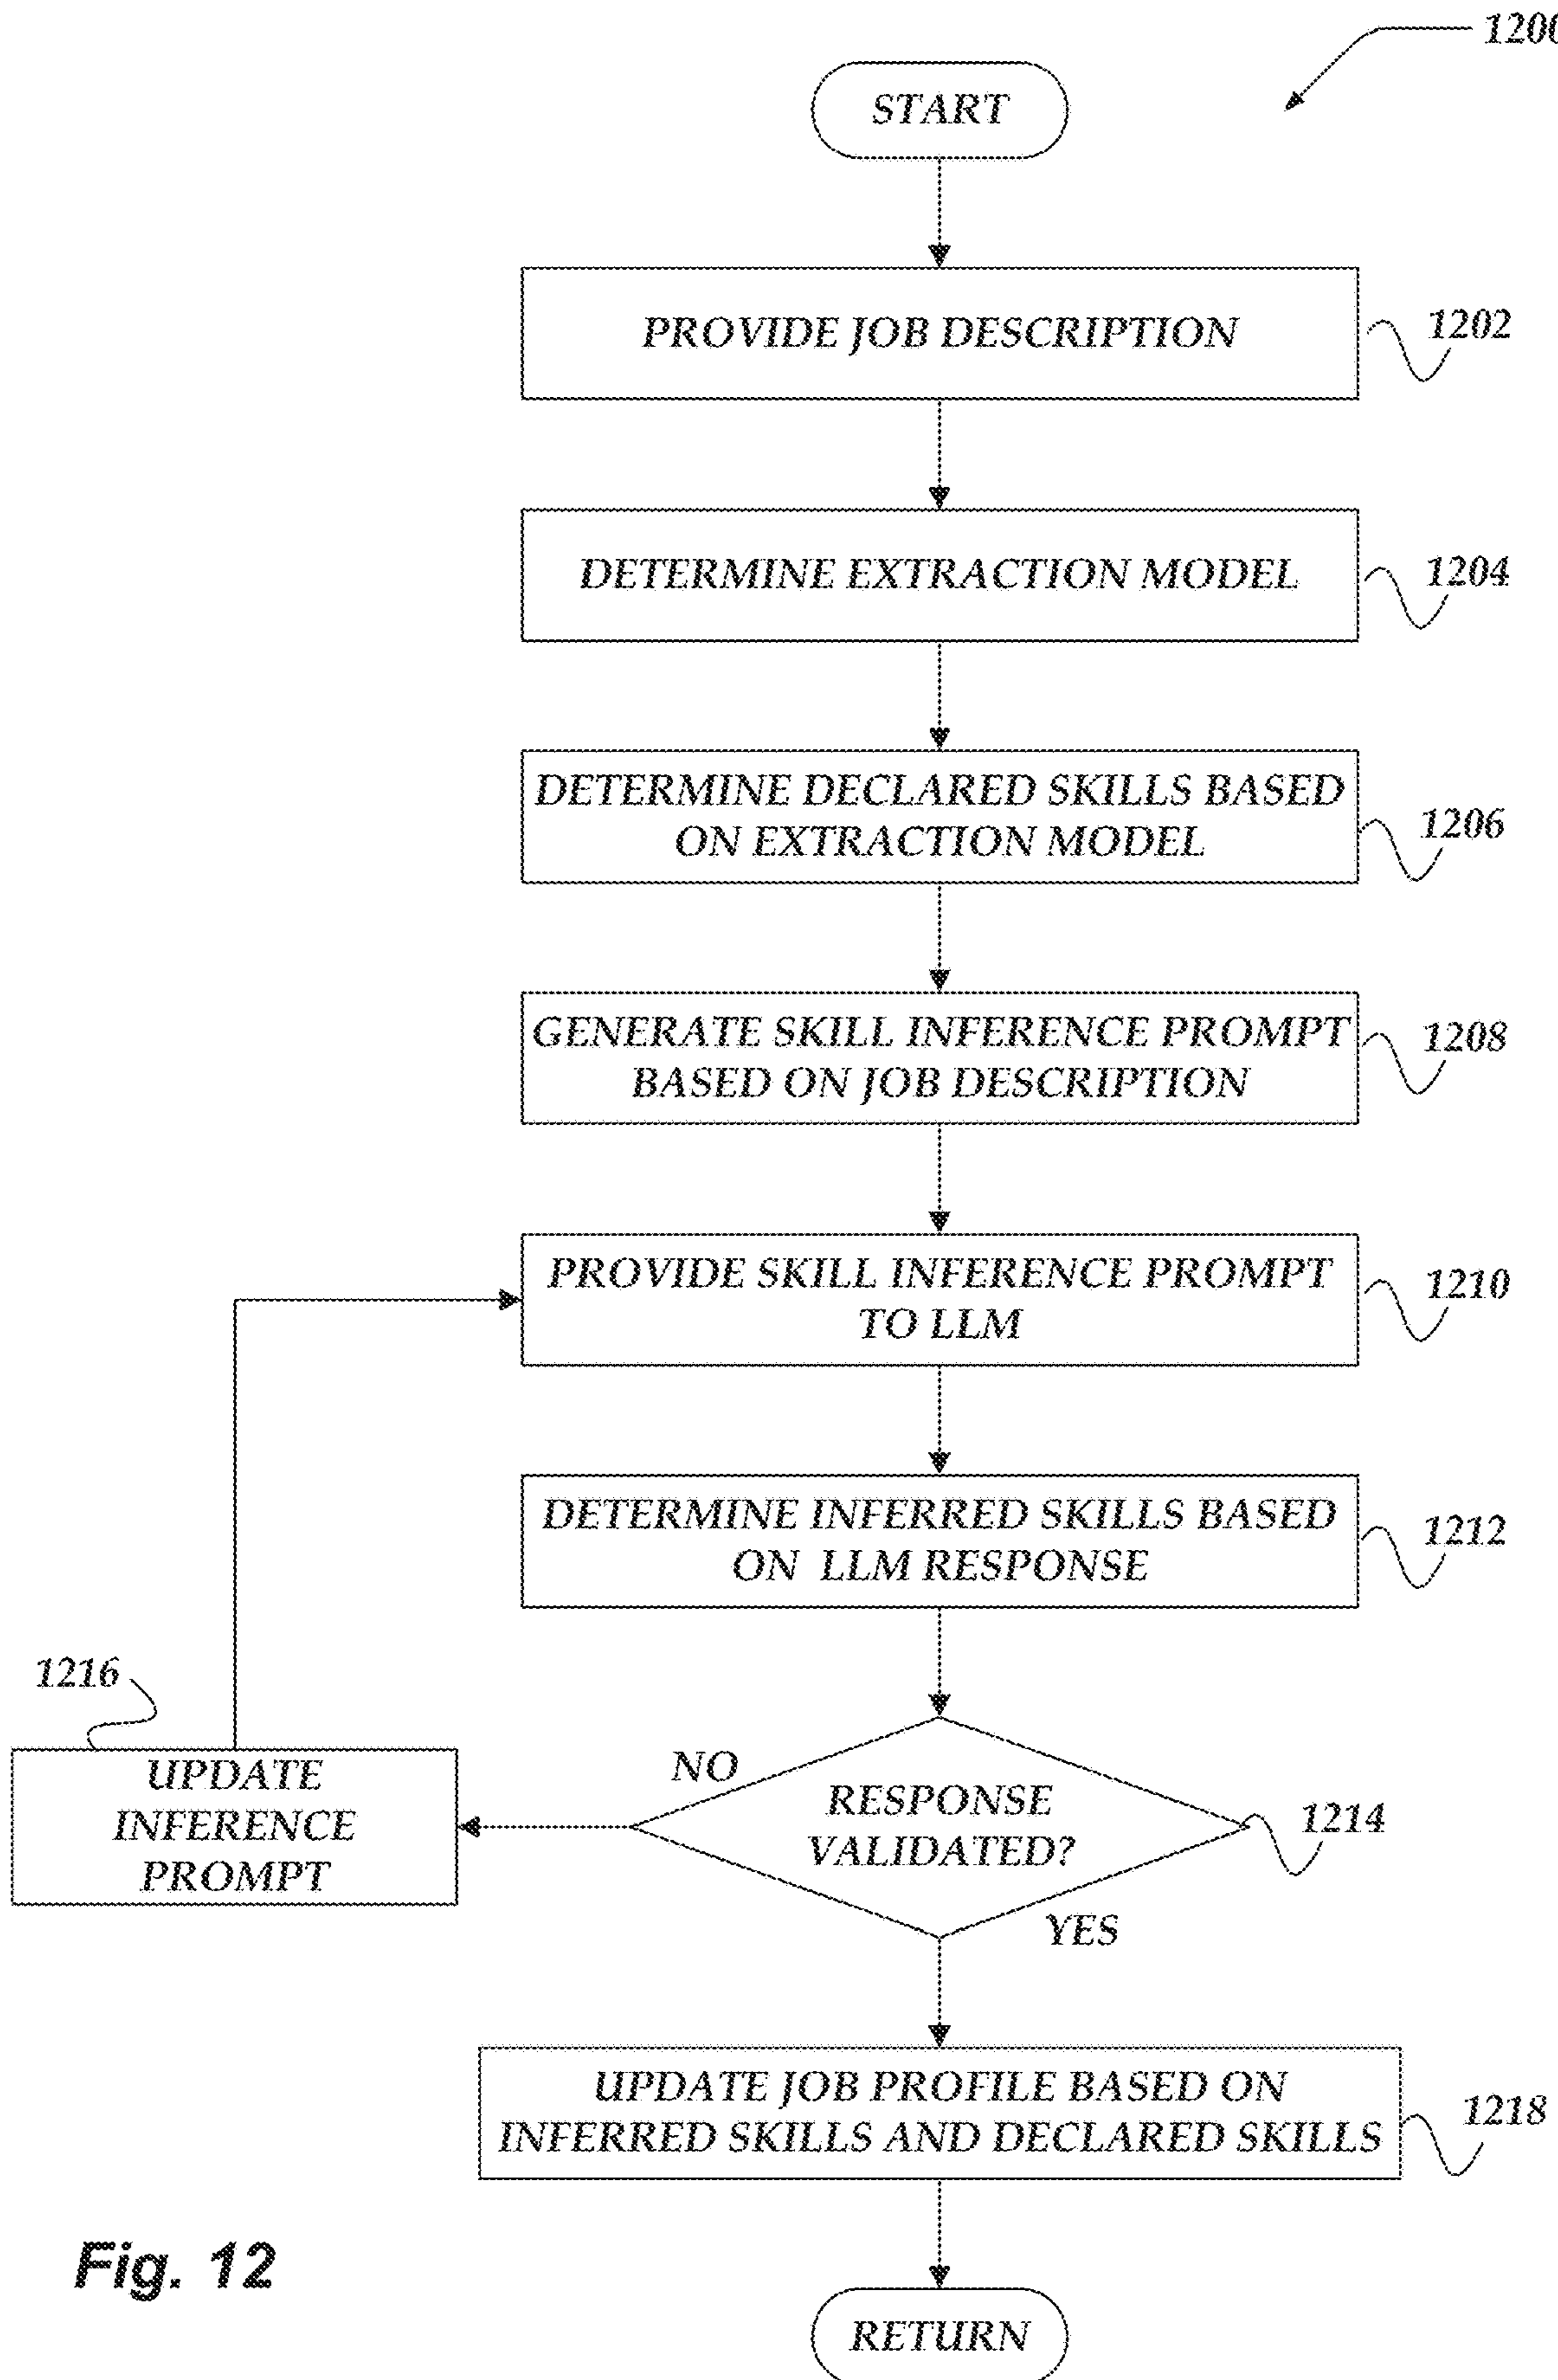 1200
START
PROVIDE JOB DESCRIPTION
1202
DETERMINE EXTRACTION MODEL
1204
DETERMINE DECLARED SKILLS BASED
ON EXTRACTION MODEL
1206
GENERATE SKILL INFERENCE PROMPT
BASED ON JOB DESCRIPTION
1208
PROVIDE SKILL INFERENCE PROMPT
TO LLM
1210
DETERMINE INFERRED SKILLS BASED
ON LLM RESPONSE
1212
1216
UPDATE
INFERENCE
PROMPT
NO
RESPONSE
VALIDATED?
1214
YES
UPDATE JOB PROFILE BASED ON
INFERRED SKILLS AND DECLARED SKILLS
1218
Fig. 12
RETURN